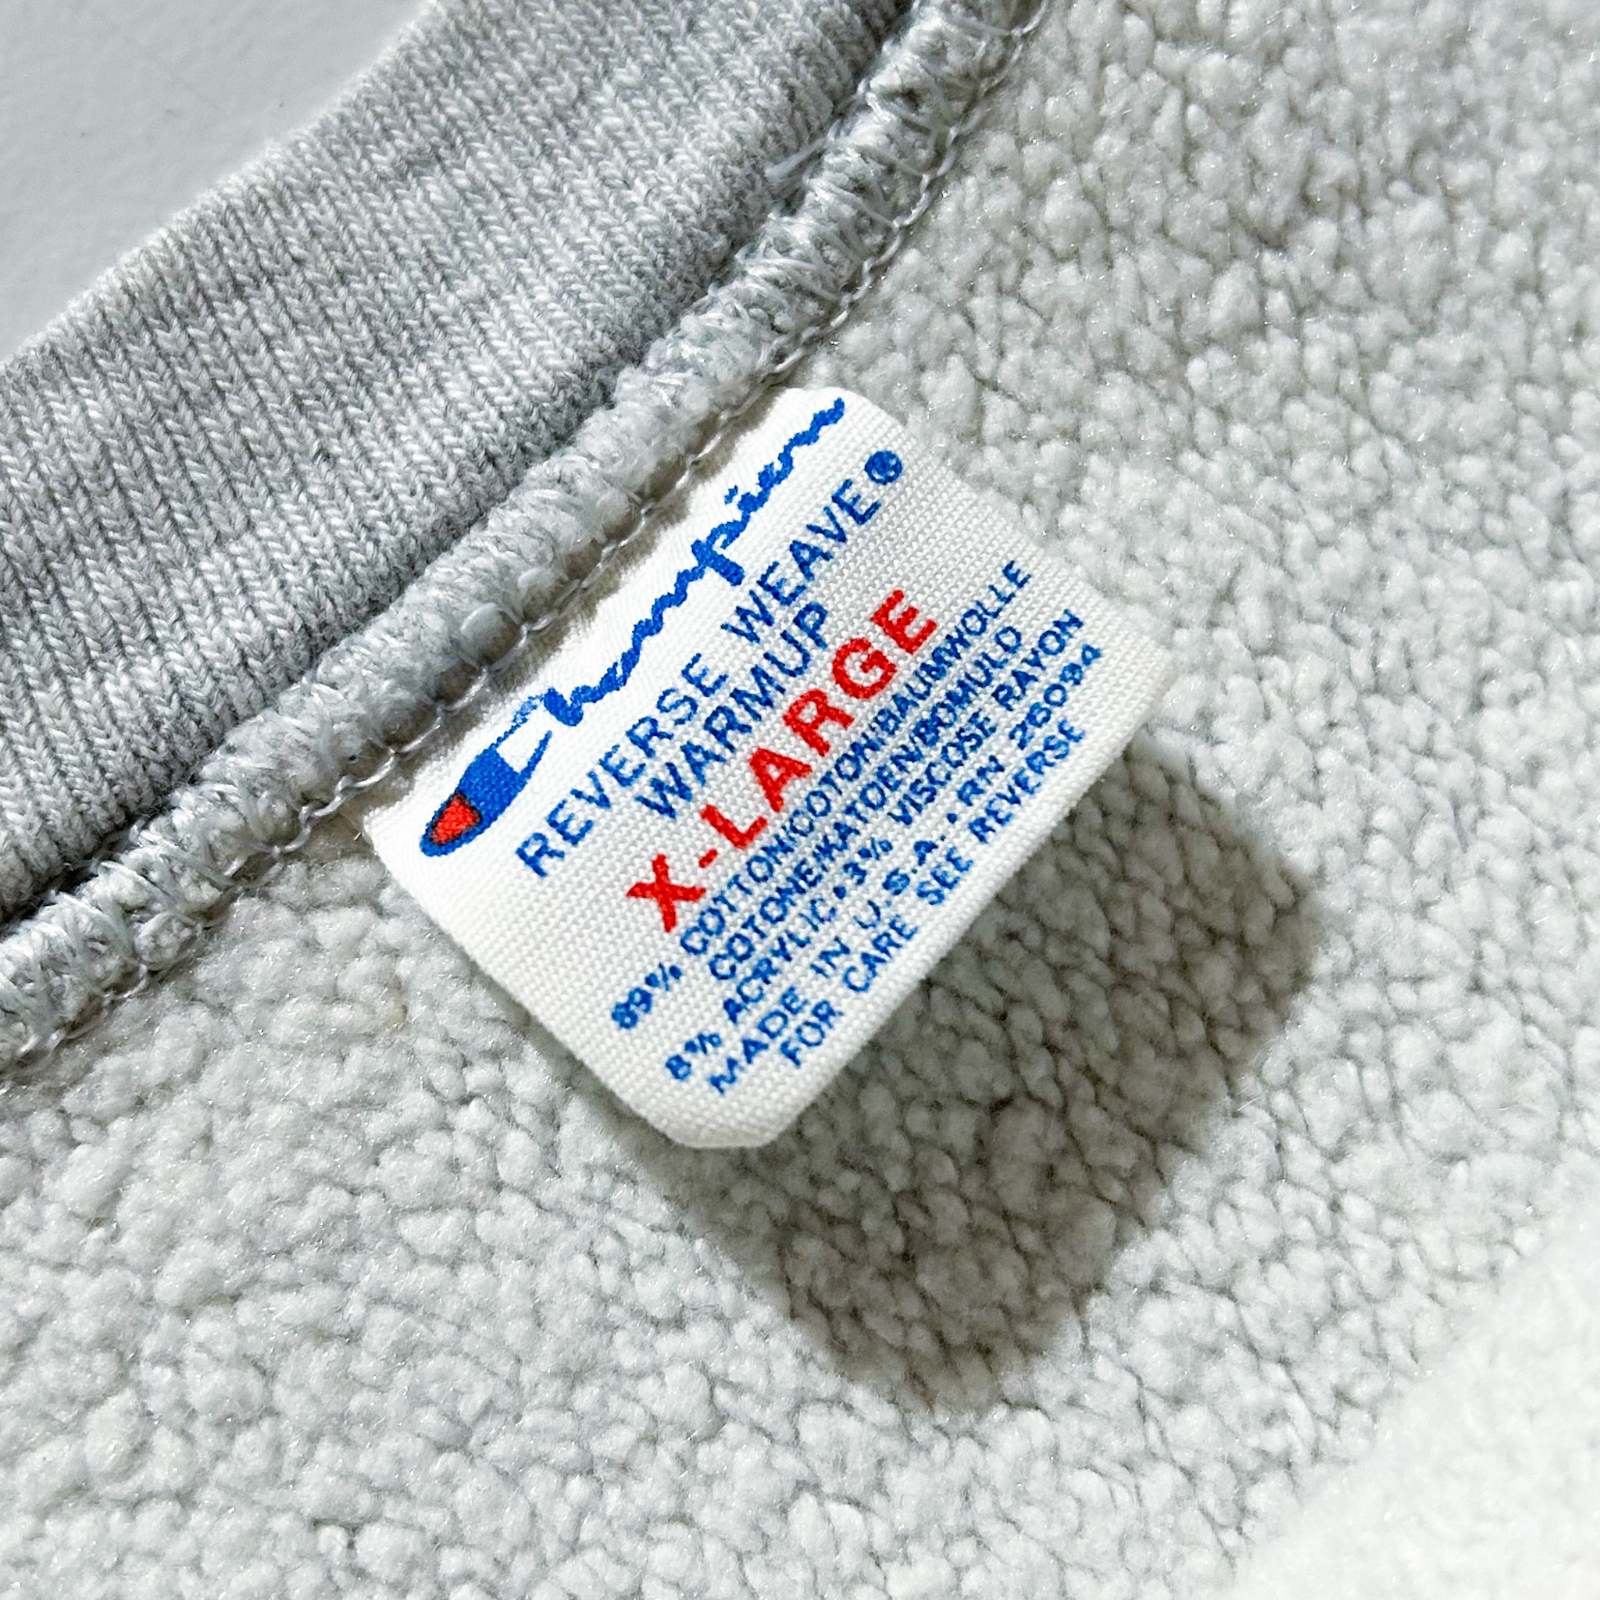 Champion
REVERSE WEAVE®
WARMUP
X-LARGE
89% COTTON/COTON/BAUMWOLLE
COTONE/KATOEN/BOMULD
8% ACRYLIC • 3% VISCOSE RAYON
MADE IN U.S.A. • RN 26094
FOR CARE SEE REVERSE